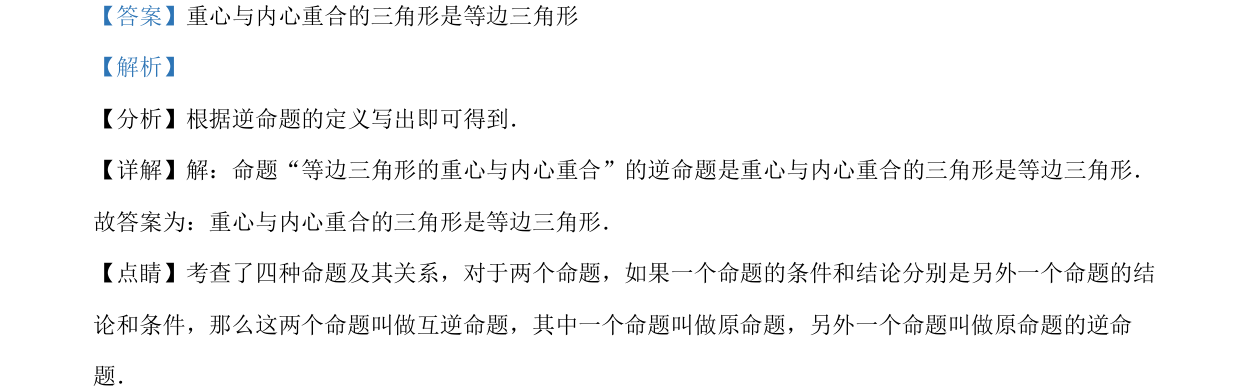 【答案】重心与内心重合的三角形是等边三角形
【解析】
【分析】根据逆命题的定义写出即可得到．
【详解】解：命题“等边三角形的重心与内心重合”的逆命题是重心与内心重合的三角形是等边三角形．
故答案为：重心与内心重合的三角形是等边三角形．
【点睛】考查了四种命题及其关系，对于两个命题，如果一个命题的条件和结论分别是另外一个命题的结
论和条件，那么这两个命题叫做互逆命题，其中一个命题叫做原命题，另外一个命题叫做原命题的逆命
题．